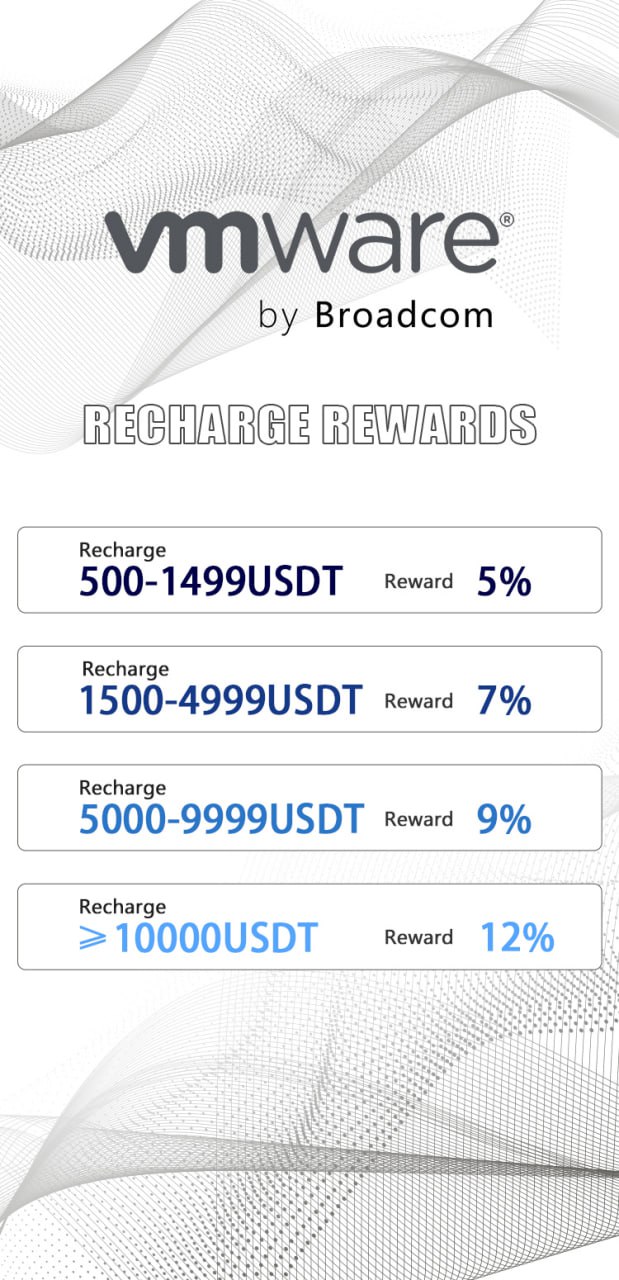 vmware®
by Broadcom
RECHARGE REWARDS
Recharge
500-1499USDT Reward 5%
Recharge
1500-4999USDT Reward 7%
Recharge
5000-9999USDT Reward 9%
Recharge
⩾10000USDT Reward 12%